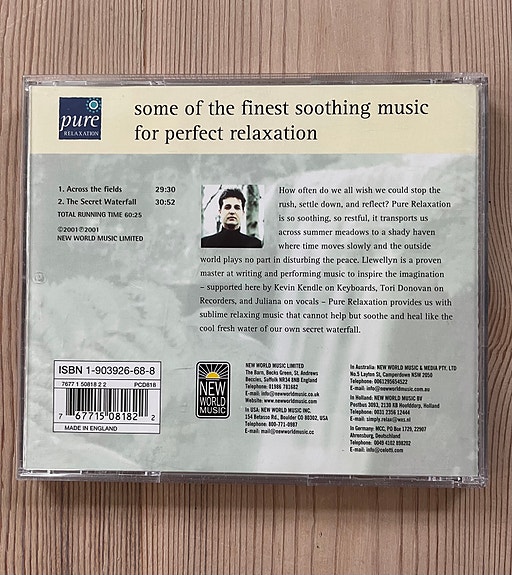 pure
RELAXATION
some of the finest soothing music
for perfect relaxation
1. Across the fields 29:30
2. The Secret Waterfall 30:52
TOTAL RUNNING TIME 60:25
©2001℗2001
NEW WORLD MUSIC LIMITED
How often do we all wish we could stop the
rush, settle down, and reflect? Pure Relaxation
is so soothing, so restful, it transports us
across summer meadows to a shady haven
where time moves slowly and the outside
world plays no part in disturbing the peace. Llewellyn is a proven
master at writing and performing music to inspire the imagination
– supported here by Kevin Kendle on Keyboards, Tori Donovan on
Recorders, and Juliana on vocals – Pure Relaxation provides us with
sublime relaxing music that cannot help but soothe and heal like the
cool fresh water of our own secret waterfall.
ISBN 1-903926-68-8
7677 1 50818 2 2 PCD818
7 67715 08182 2
MADE IN ENGLAND
NEW
WORLD
MUSIC
NEW WORLD MUSIC LIMITED
The Barn, Becks Green, St. Andrews
Beccles, Suffolk NR34 8NB England
Telephone: 01986 781682
E-mail: info@newworldmusic.co.uk
Website: www.newworldmusic.com
In USA: NEW WORLD MUSIC INC.
154 Betasso Rd, Boulder CO 80302, USA
Telephone: 800-771-0987
E-mail: mail@newworldmusic.cc
In Australia: NEW WORLD MUSIC & MEDIA PTY. LTD
No.5 Layton St, Camperdown NSW 2050
Telephone: 0061295654522
E-mail: info@newworldmusic.com.au
In Holland: NEW WORLD MUSIC BV
Postbus 3093, 2130 KB Hoofddorp, Holland
Telephone: 0031 2356 12444
E-mail: simply.relax@wxs.nl
In Germany: MCC, PO Box 1729, 22907
Ahrensburg, Deutschland
Telephone: 0049 4102 898202
E-mail: info@celotti.com